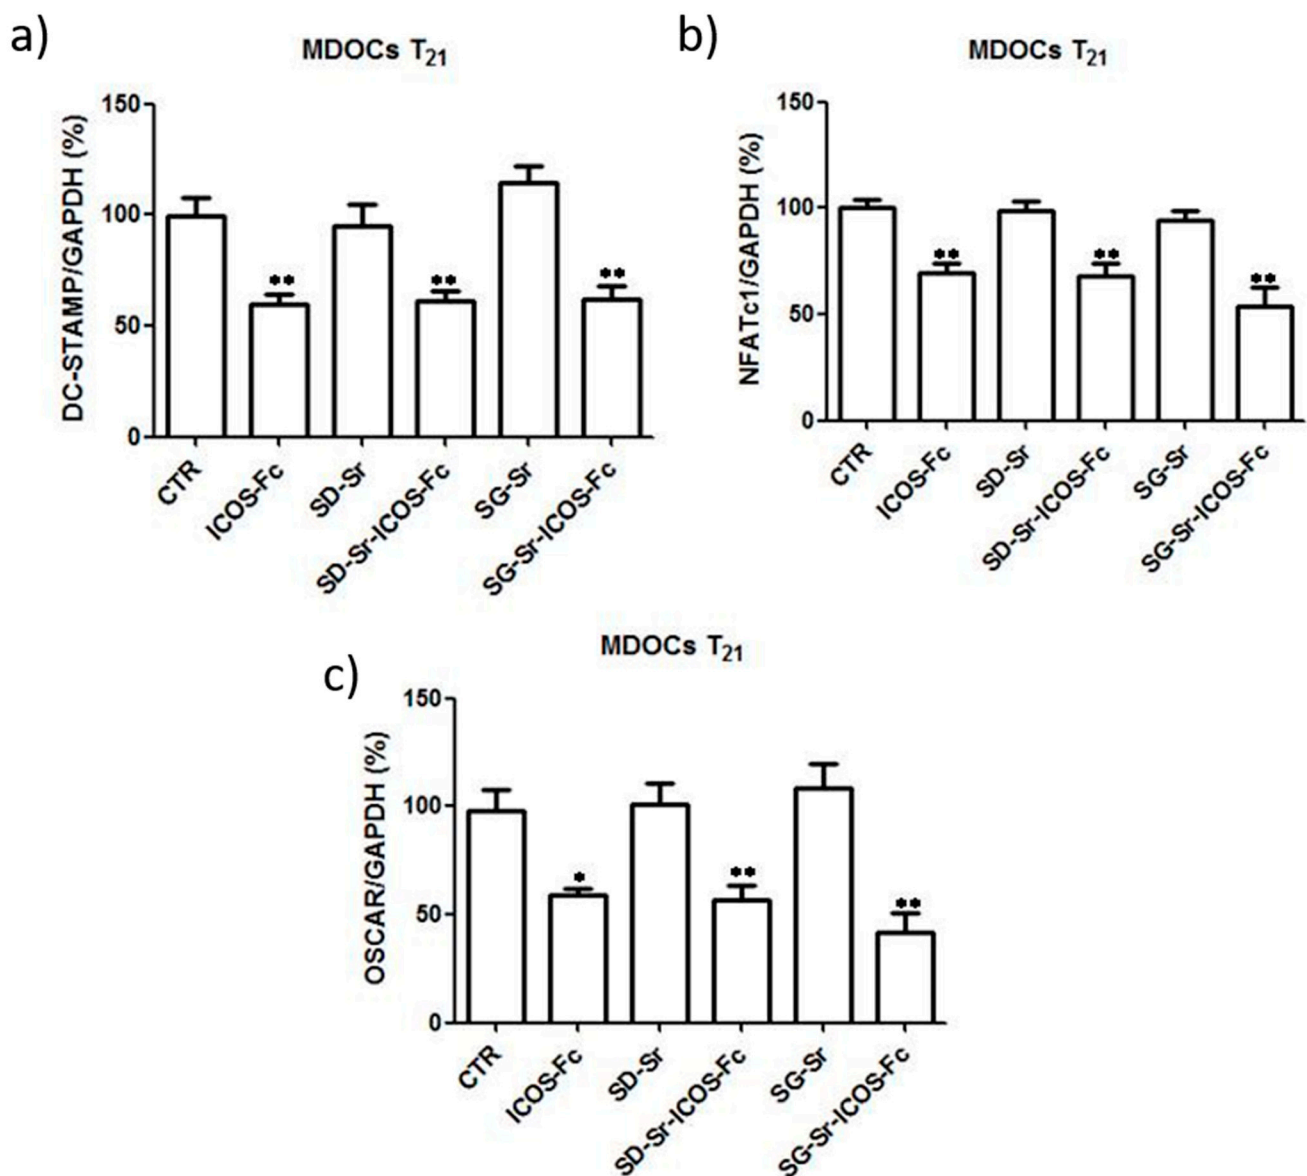 a)
MDOCs T21
DC-STAMP/GAPDH (%)
150
100
50
0
**
**
**
CTR
ICOS-Fc
SD-Sr
SD-Sr-ICOS-Fc
SG-Sr
SG-Sr-ICOS-Fc
b)
MDOCs T21
NFATc1/GAPDH (%)
150
100
50
0
**
**
**
CTR
ICOS-Fc
SD-Sr
SD-Sr-ICOS-Fc
SG-Sr
SG-Sr-ICOS-Fc
c)
MDOCs T21
OSCAR/GAPDH (%)
150
100
50
0
*
**
**
CTR
ICOS-Fc
SD-Sr
SD-Sr-ICOS-Fc
SG-Sr
SG-Sr-ICOS-Fc